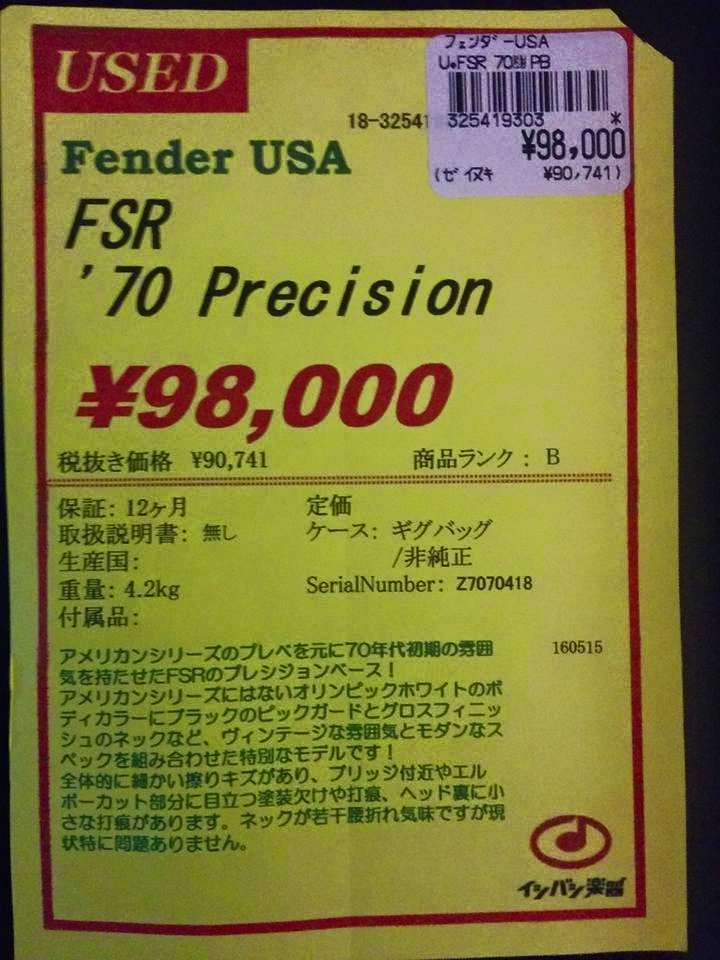 USED
フェンダーUSA
U.FSR 70 PB
325419303 *
¥98,000
(ゼイヌキ ¥90,741)
18-32541
Fender USA
FSR
'70 Precision
¥98,000
税抜き価格 ¥90,741 商品ランク: B
保証: 12ヶ月 定価
取扱説明書: 無し ケース: ギグバッグ
生産国: /非純正
重量: 4.2kg SerialNumber: Z7070418
付属品:
アメリカンシリーズのプレベを元に70年代初期の雰囲 160515
気を持たせたFSRのプレシジョンベース!
アメリカンシリーズにはないオリンピックホワイトのボ
ディカラーにブラックのピックガードとグロスフィニッ
シュのネックなど、ヴィンテージな雰囲気とモダンなス
ペックを組み合わせた特別なモデルです!
全体的に細かい擦りキズがあり、ブリッジ付近やエル
ボーカット部分に目立つ塗装欠けや打痕、ヘッド裏に小
さな打痕があります。ネックが若干腰折れ気味ですが現
状特に問題ありません。
イシバシ楽器